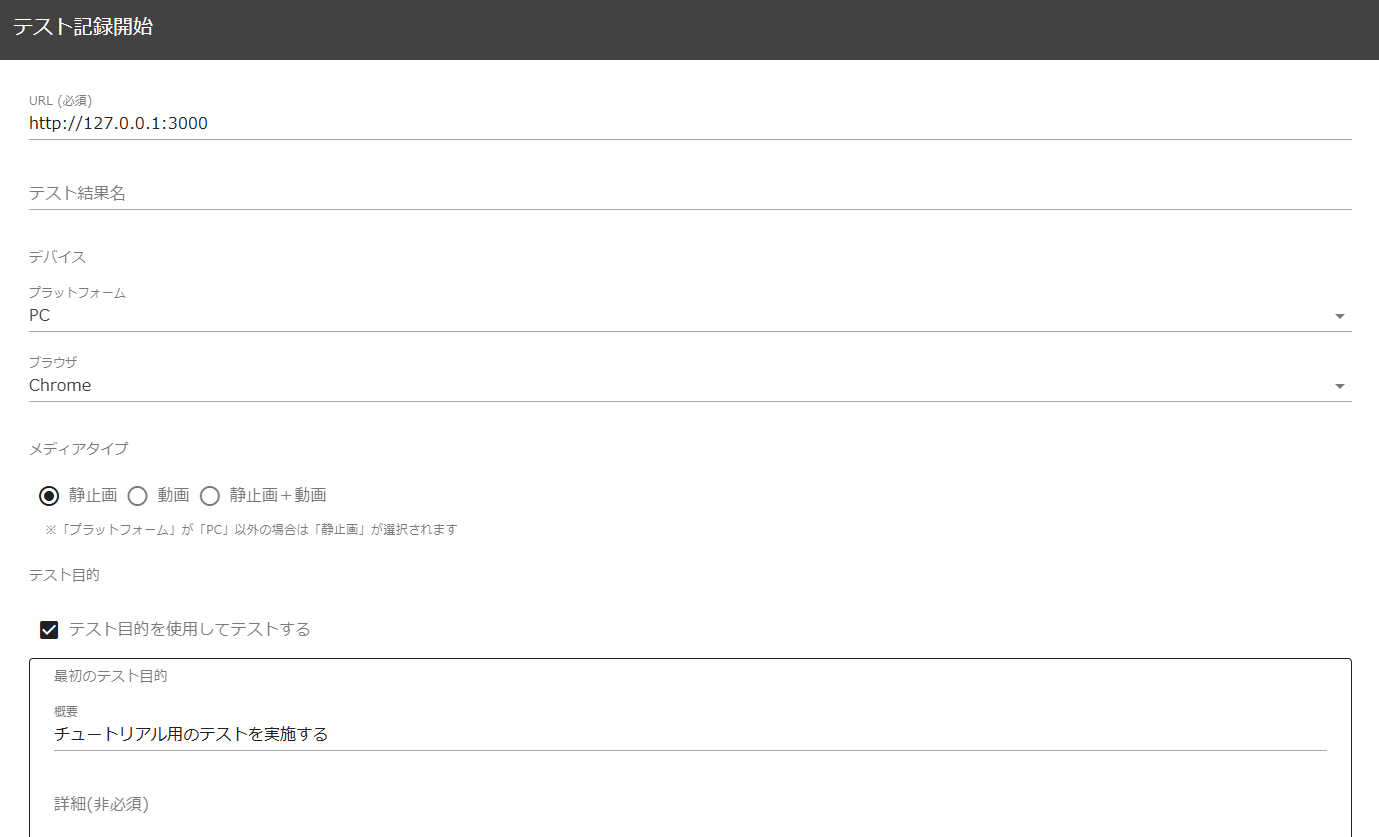 テスト記録開始
URL (必須)
http://127.0.0.1:3000
テスト結果名
デバイス
プラットフォーム
PC
ブラウザ
Chrome
メディアタイプ
静止画 動画 静止画＋動画
※「プラットフォーム」が「PC」以外の場合は「静止画」が選択されます
テスト目的
テスト目的を使用してテストする
最初のテスト目的
概要
チュートリアル用のテストを実施する
詳細(非必須)